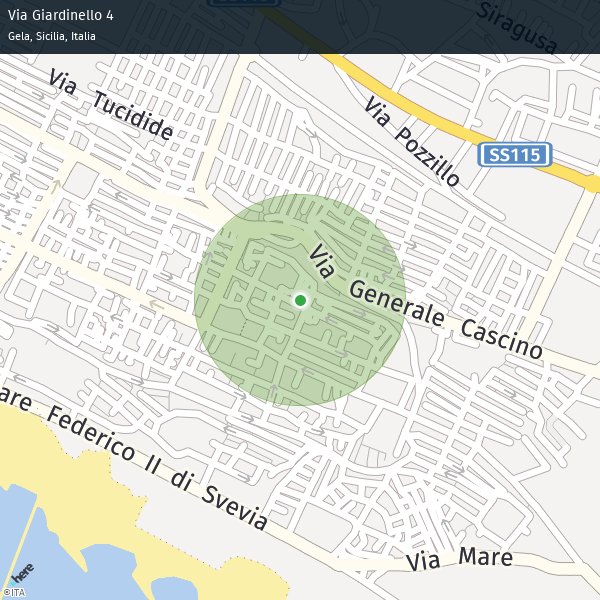 Via Giardinello 4
Gela, Sicilia, Italia
Siragusa
Via Tucidide
Via Pozzillo
SS115
Via Generale Cascino
are Federico II di Svevia
Via Mare
here
©ITA